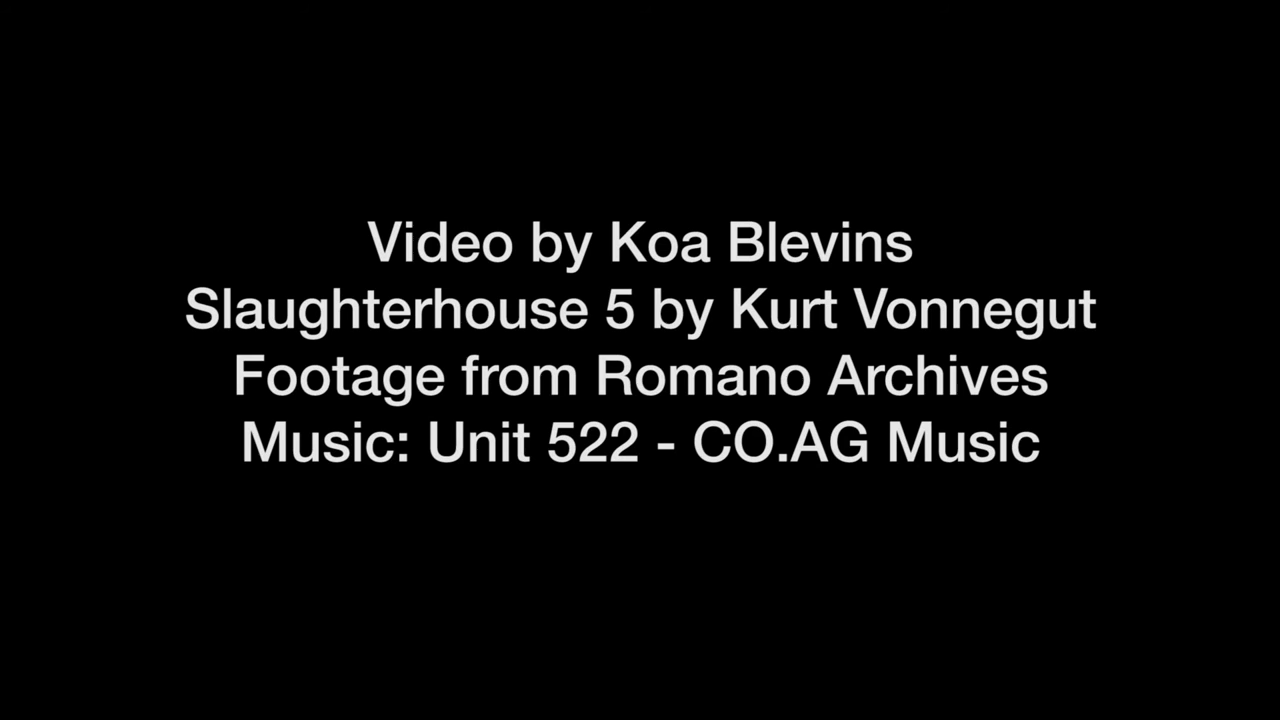 Video by Koa Blevins
Slaughterhouse 5 by Kurt Vonnegut
Footage from Romano Archives
Music: Unit 522 - CO.AG Music